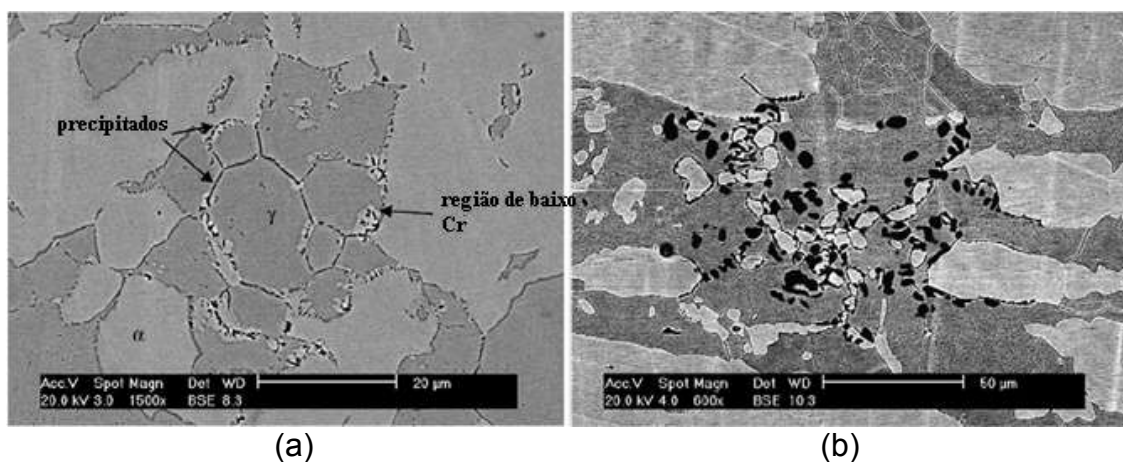 precipitados
região de baixo
Cr
γ
α
Acc.V Spot Magn Det WD 20 µm
20.0 kV 3.0 1500x BSE 8.3
Acc.V Spot Magn Det WD 50 µm
20.0 kV 4.0 600x BSE 10.3
(a) (b)